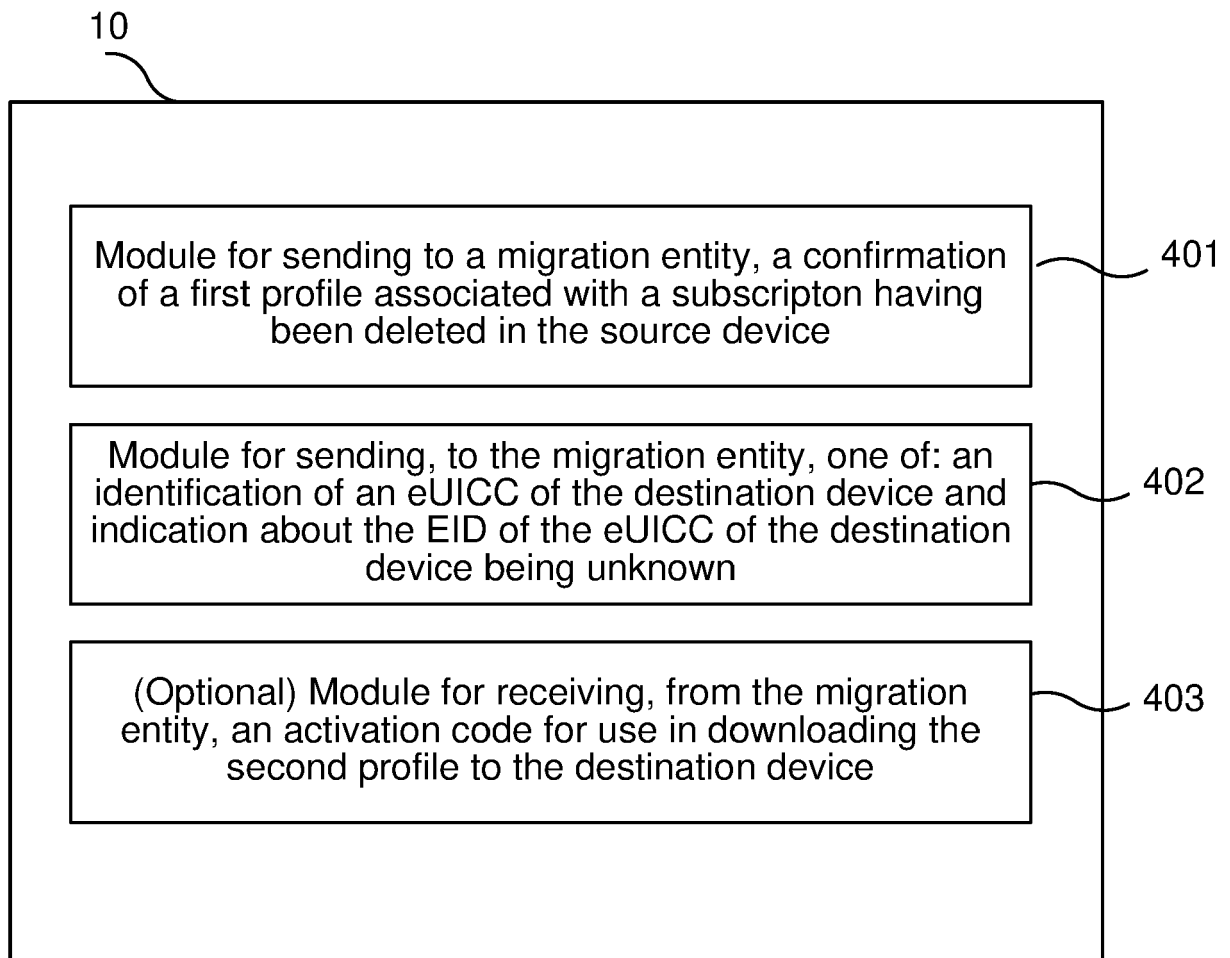 10
Module for sending to a migration entity, a confirmation
of a first profile associated with a subscripton having
been deleted in the source device
401
Module for sending, to the migration entity, one of: an
identification of an eUICC of the destination device and
indication about the EID of the eUICC of the destination
device being unknown
402
(Optional) Module for receiving, from the migration
entity, an activation code for use in downloading the
second profile to the destination device
403